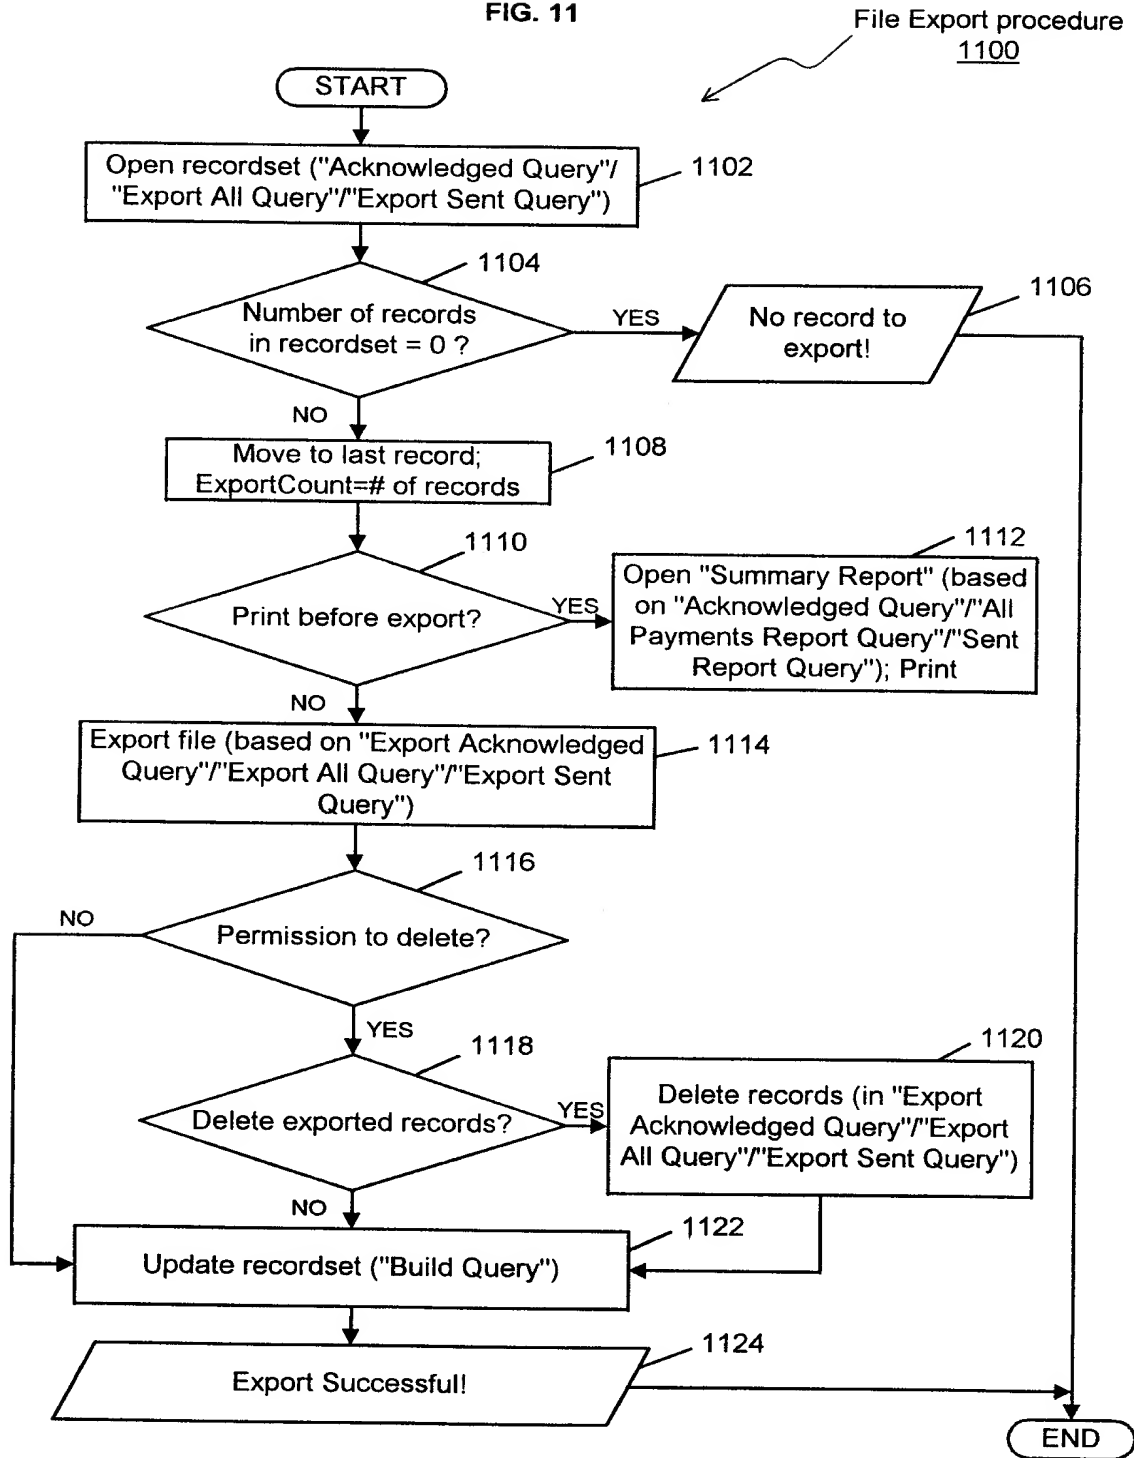 FIG. 11
File Export procedure
1100
START
Open recordset ("Acknowledged Query"/
"Export All Query"/"Export Sent Query")
1102
1104
Number of records
in recordset = 0 ?
YES
No record to
export!
1106
NO
Move to last record;
ExportCount=# of records
1108
1110
Print before export?
YES
1112
Open "Summary Report" (based
on "Acknowledged Query"/"All
Payments Report Query"/"Sent
Report Query"); Print
NO
Export file (based on "Export Acknowledged
Query"/"Export All Query"/"Export Sent
Query")
1114
1116
NO
Permission to delete?
YES
1118
Delete exported records?
YES
1120
Delete records (in "Export
Acknowledged Query"/"Export
All Query"/"Export Sent Query")
NO
1122
Update recordset ("Build Query")
1124
Export Successful!
END